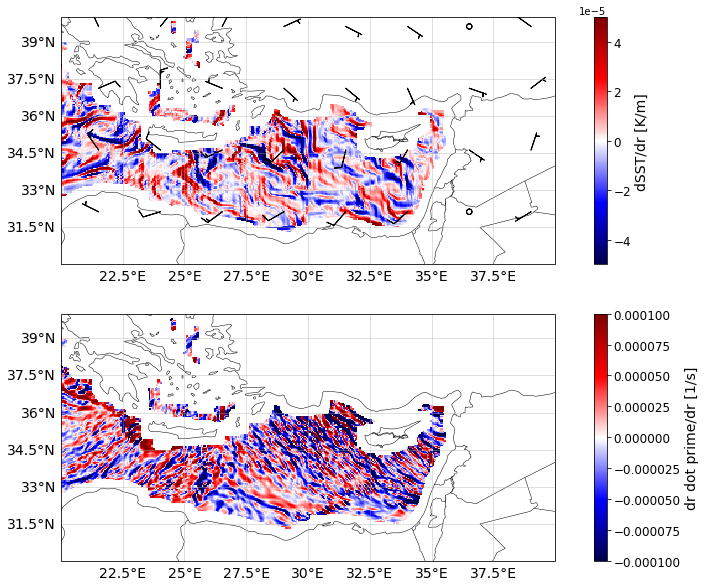 1e−5
39°N
37.5°N
36°N
34.5°N
33°N
31.5°N
22.5°E 25°E 27.5°E 30°E 32.5°E 35°E 37.5°E
4
2
0
−2
−4
dSST/dr [K/m]
39°N
37.5°N
36°N
34.5°N
33°N
31.5°N
22.5°E 25°E 27.5°E 30°E 32.5°E 35°E 37.5°E
0.000100
0.000075
0.000050
0.000025
0.000000
−0.000025
−0.000050
−0.000075
−0.000100
dr dot prime/dr [1/s]